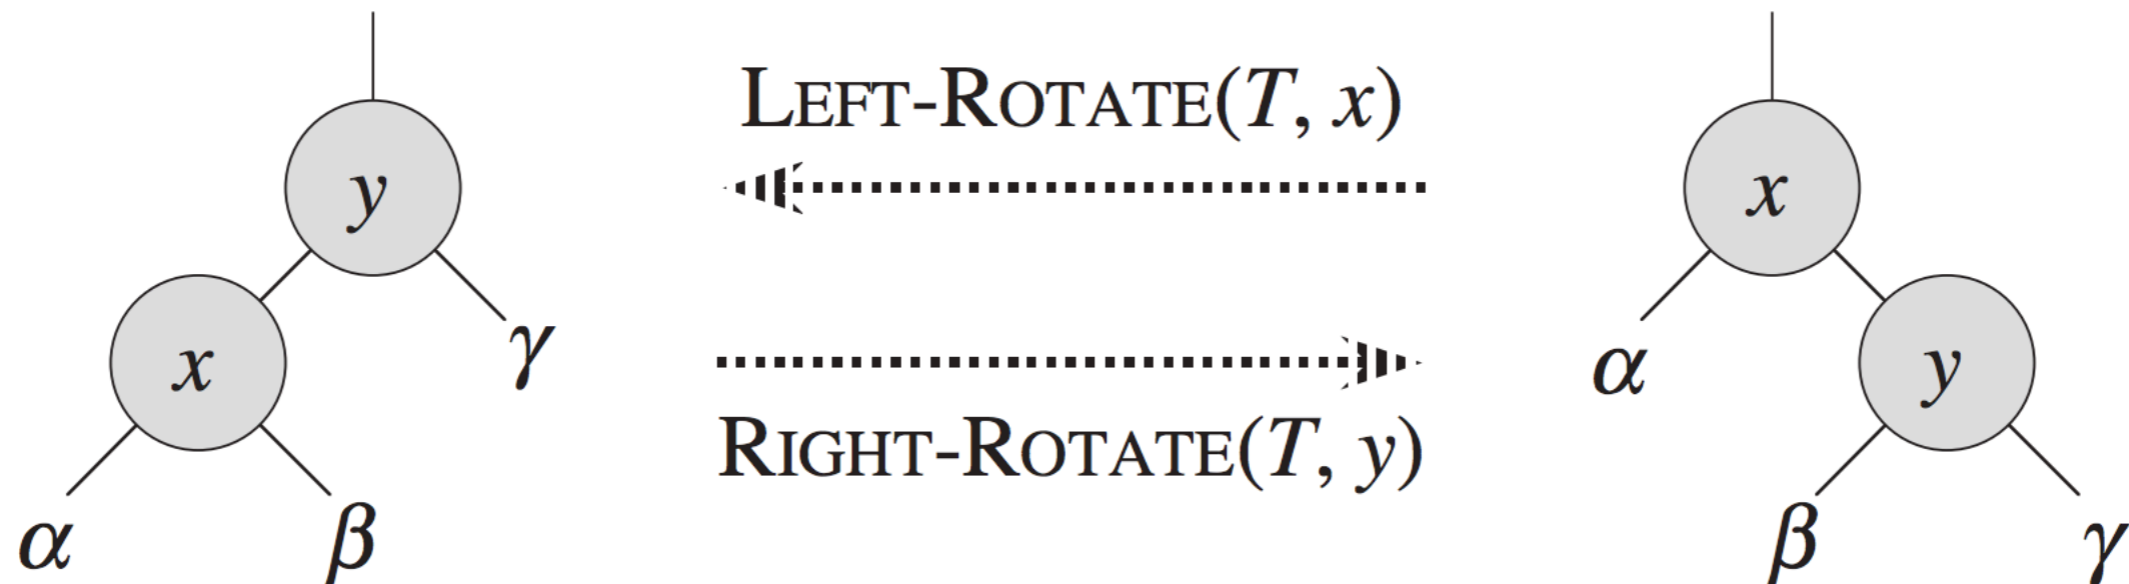 LEFT-ROTATE(T, x)
y
x
x
γ
α
y
RIGHT-ROTATE(T, y)
α
β
β
γ